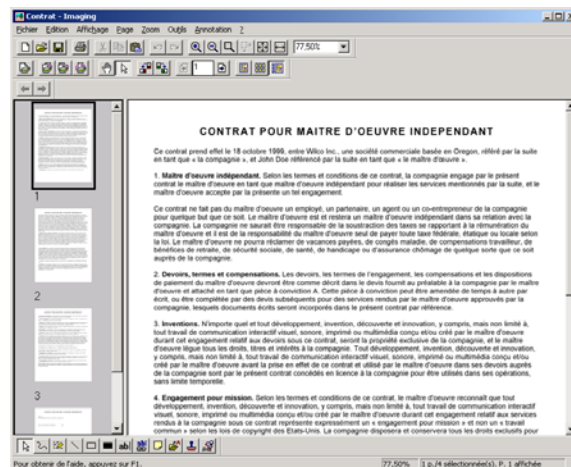 Contrat - Imaging
Fichier Edition Affichage Page Zoom Outils Annotation ?
77,50%
1
CONTRAT POUR MAITRE D'OEUVRE INDEPENDANT
Ce contrat prend effet le 18 octobre 1999, entre Wilco Inc., une société commerciale basée en Oregon, référé par la suite
en tant que « la compagnie », et John Doe référencé par la suite en tant que « le maître d'œuvre ».
1. Maître d'oeuvre indépendant. Selon les termes et conditions de ce contrat, la compagnie engage par le présent
contrat le maître d'oeuvre en tant que maître d'oeuvre indépendant pour réaliser les services mentionnés par la suite, et le
maître d'oeuvre accepte par la présente un tel engagement.
Ce contrat ne fait pas du maître d'oeuvre un employé, un partenaire, un agent ou un co-entrepreneur de la compagnie
pour quelque but que ce soit. Le maître d'oeuvre est et restera un maître d'oeuvre indépendant dans sa relation avec la
compagnie. La compagnie ne saurait être responsable de la soustraction des taxes se rapportant à la rémunération du
maître d'oeuvre et il est de la responsabilité du maître d'oeuvre seul de payer toute taxe fédérale, étatique ou locale selon
la loi. Le maître d'oeuvre ne pourra réclamer de vacances payées, de congés maladie, de compensations travailleur, de
bénéfices de retraite, de sécurité sociale, de santé, de handicape ou d'assurance chômage de quelque sorte que ce soit
auprès de la compagnie.
2. Devoirs, termes et compensations. Les devoirs, les termes de l'engagement, les compensations et les dispositions
de paiement du maître d'oeuvre devront être comme décrit dans le devis fourni au préalable à la compagnie par le maître
d'oeuvre et attaché en tant que pièce à conviction A. Cette pièce à conviction peut être amendée de temps à autre par
écrit, ou être complétée par des devis subséquents pour des services rendus par le maître d'oeuvre approuvés par la
compagnie, lesquels documents écrits seront incorporés dans le présent contrat par référence.
3. Inventions. N'importe quel et tout développement, invention, découverte et innovation, y compris, mais non limité à,
tout travail de communication interactif visuel, sonore, imprimé ou multimédia conçu et/ou créé par le maître d'oeuvre
durant cet engagement relatif aux devoirs sous ce contrat, seront la propriété exclusive de la compagnie, et le maître
d'oeuvre lègue tous les droits, titres et intérêts à la compagnie. Tout développement, invention, découverte et innovation,
y compris, mais non limité à, tout travail de communication interactif visuel, sonore, imprimé ou multimédia conçu et/ou
créé par le maître d'oeuvre avant la prise en effet de ce contrat et utilisé par le maître d'oeuvre dans ses devoirs auprès
de la compagnie sont par le présent contrat concédés en licence à la compagnie pour être utilisés dans ses opérations,
sans limite temporelle.
4. Engagement pour mission. Selon les termes et conditions de ce contrat, le maître d'oeuvre reconnaît que tout
développement, invention, découverte et innovation, y compris, mais non limité à, tout travail de communication interactif
visuel, sonore, imprimé ou multimédia conçu et/ou créé par le maître d'oeuvre durant cet engagement relatif aux services
rendus à la compagnie sous ce contrat représente expressément un « engagement pour mission » et non un « travail
commun » selon les lois de copyright des Etats-Unis. La compagnie disposera et conservera tous les droits exclusifs pour
1
2
3
Pour obtenir de l'aide, appuyez sur F1.
77,50% 1 p./4 sélectionnée(s). P. 1 affichée